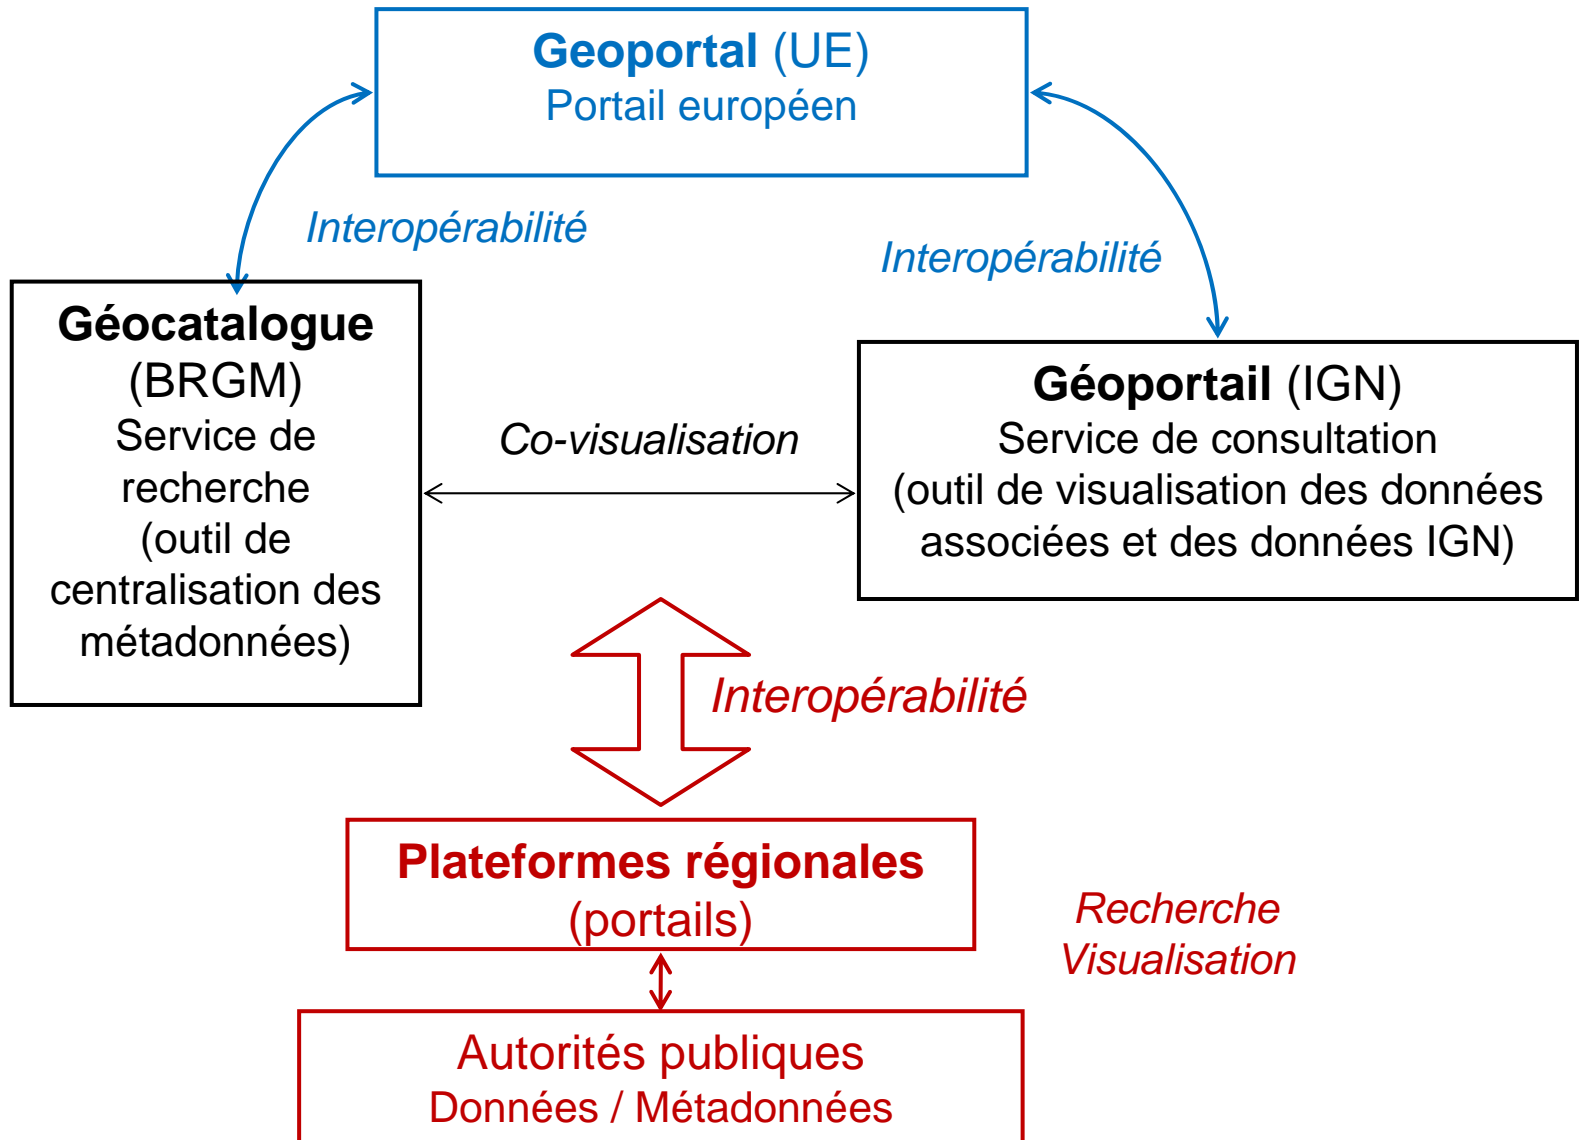 Geoportal (UE)
Portail européen
Interopérabilité
Interopérabilité
Géocatalogue
(BRGM)
Service de
recherche
(outil de
centralisation des
métadonnées)
Co-visualisation
Géoportail (IGN)
Service de consultation
(outil de visualisation des données
associées et des données IGN)
Interopérabilité
Plateformes régionales
(portails)
Recherche
Visualisation
Autorités publiques
Données / Métadonnées